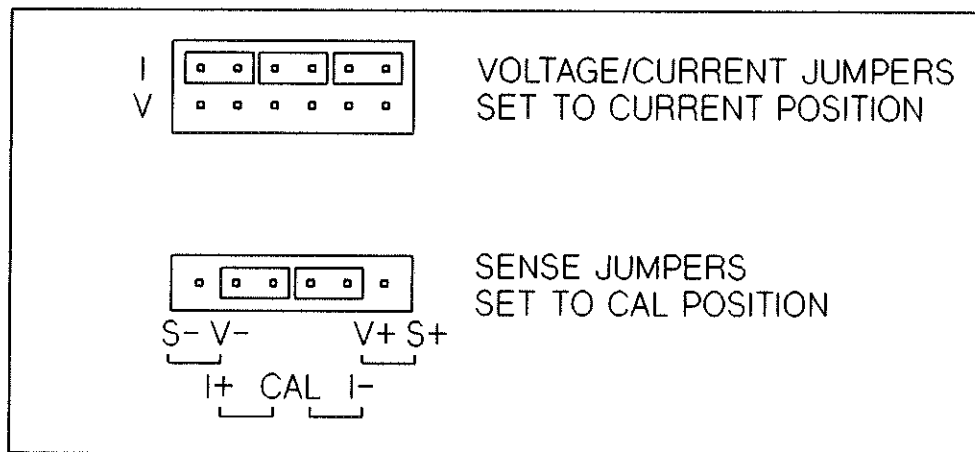 I
V
VOLTAGE/CURRENT JUMPERS
SET TO CURRENT POSITION
SENSE JUMPERS
SET TO CAL POSITION
S- V-
V+ S+
I+ CAL I-